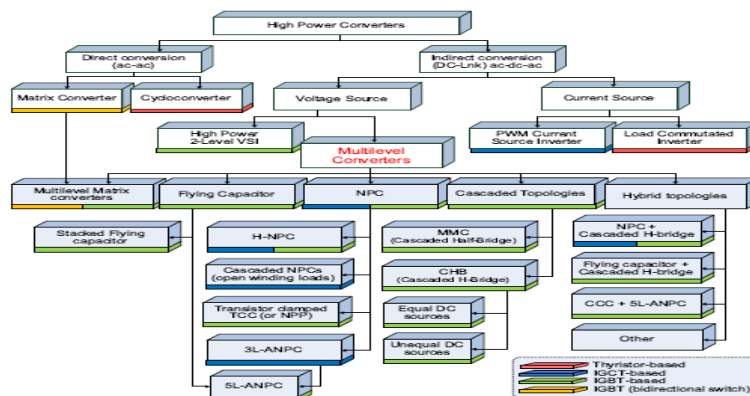 High Power Converters
Direct conversion
(ac-ac)
Indirect conversion
(DC-Lnk) ac-dc-ac
Matrix Converter
Cycloconverter
Voltage Source
Current Source
High Power
2-Level VSI
Multilevel
Converters
PWM Current
Source Inverter
Load Commutated
Inverter
Multilevel Matrix
converters
Flying Capacitor
NPC
Cascaded Topologies
Hybrid topologies
Stacked Flying
capacitor
H-NPC
MMC
(Cascaded Half-Bridge)
NPC +
Cascaded H-bridge
Cascaded NPCs
(open winding loads)
CHB
(Cascaded H-Bridge)
Flying capacitor +
Cascaded H-bridge
Transistor clamped
TCC (or NPP)
Equal DC
sources
CCC + 5L-ANPC
3L-ANPC
Unequal DC
sources
Other
5L-ANPC
Thyristor-based
IGCT-based
IGBT-based
IGBT (bidirectional switch)